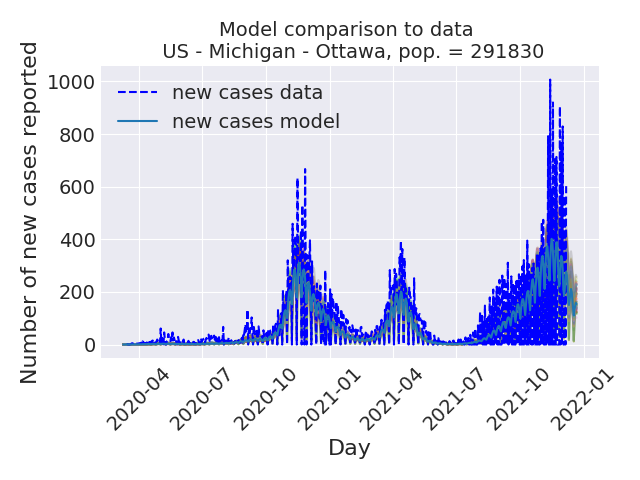 Model comparison to data
US - Michigan - Ottawa, pop. = 291830
Number of new cases reported
1000
800
600
400
200
0
new cases data
new cases model
2020-04
2020-07
2020-10
2021-01
2021-04
2021-07
2021-10
2022-01
Day